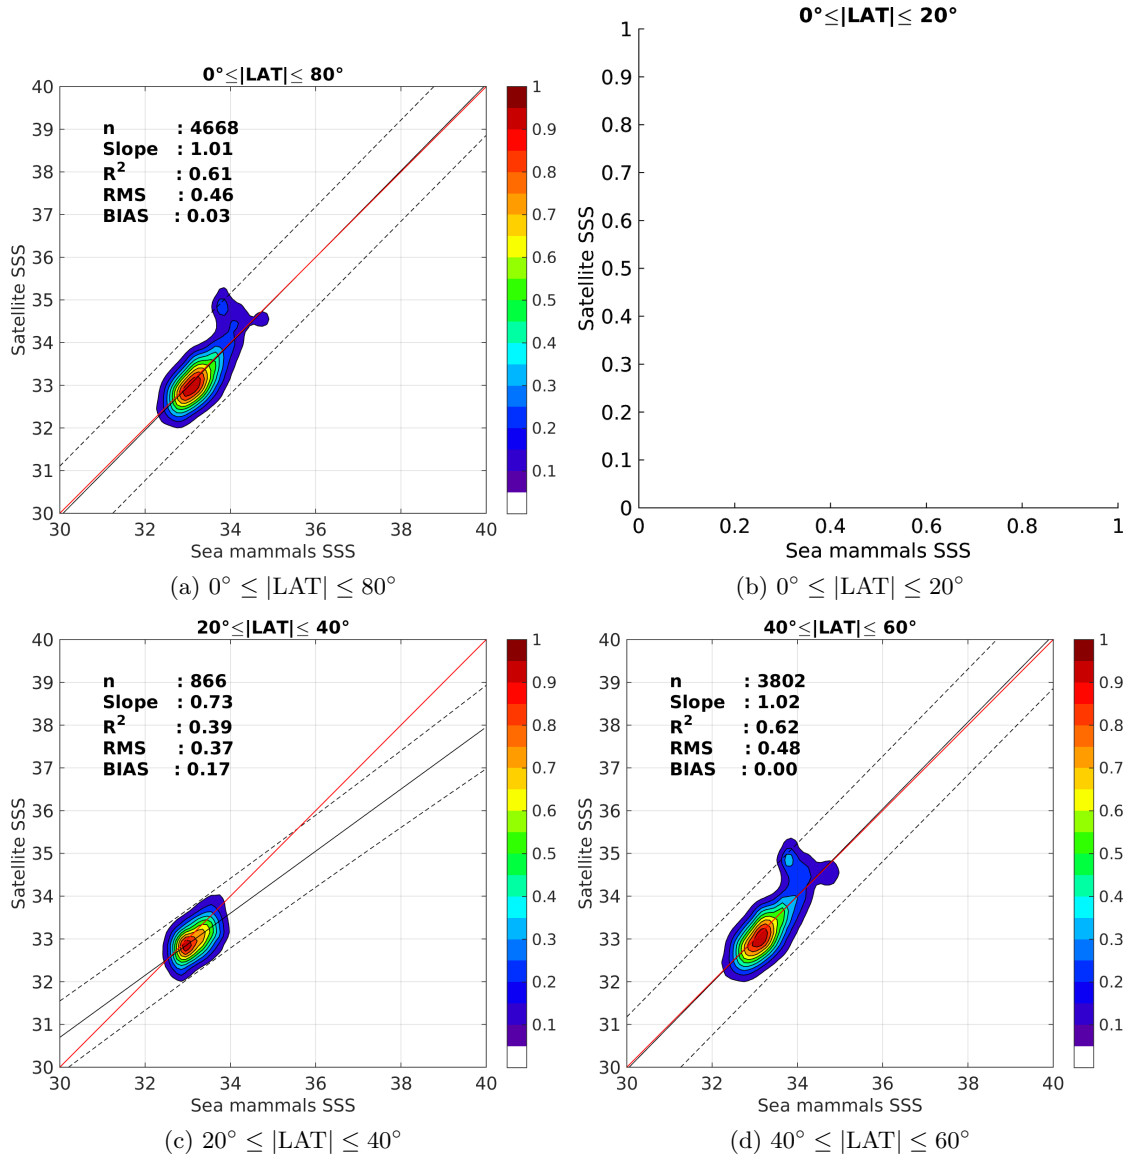 0°≤|LAT|≤ 80°
40
39
38
37
36
35
34
33
32
31
30
n : 4668
Slope : 1.01
R² : 0.61
RMS : 0.46
BIAS : 0.03
30 32 34 36 38 40
Sea mammals SSS
Satellite SSS
1
0.9
0.8
0.7
0.6
0.5
0.4
0.3
0.2
0.1
(a) 0° ≤ |LAT| ≤ 80°
0°≤|LAT|≤ 20°
1
0.9
0.8
0.7
0.6
0.5
0.4
0.3
0.2
0.1
0
0 0.2 0.4 0.6 0.8 1
Sea mammals SSS
Satellite SSS
(b) 0° ≤ |LAT| ≤ 20°
20°≤|LAT|≤ 40°
40
39
38
37
36
35
34
33
32
31
30
n : 866
Slope : 0.73
R² : 0.39
RMS : 0.37
BIAS : 0.17
30 32 34 36 38 40
Sea mammals SSS
Satellite SSS
1
0.9
0.8
0.7
0.6
0.5
0.4
0.3
0.2
0.1
(c) 20° ≤ |LAT| ≤ 40°
40°≤|LAT|≤ 60°
40
39
38
37
36
35
34
33
32
31
30
n : 3802
Slope : 1.02
R² : 0.62
RMS : 0.48
BIAS : 0.00
30 32 34 36 38 40
Sea mammals SSS
Satellite SSS
1
0.9
0.8
0.7
0.6
0.5
0.4
0.3
0.2
0.1
(d) 40° ≤ |LAT| ≤ 60°